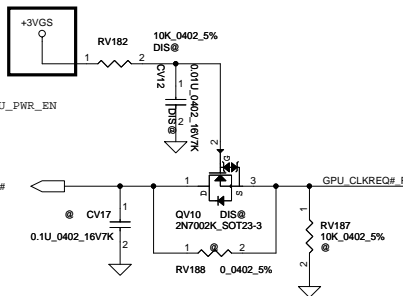 +3VGS
RV182
10K_0402_5%
DIS@
1
2
CV12
0.01U_0402_16V7K
1
2
DIS@
U_PWR_EN
2
G
#
1
D
S
3
GPU_CLKREQ#_
@
CV17
1
2
0.1U_0402_16V7K
QV10
DIS@
2N7002K_SOT23-3
1
@
2
RV188
0_0402_5%
1
2
RV187
10K_0402_5%
@